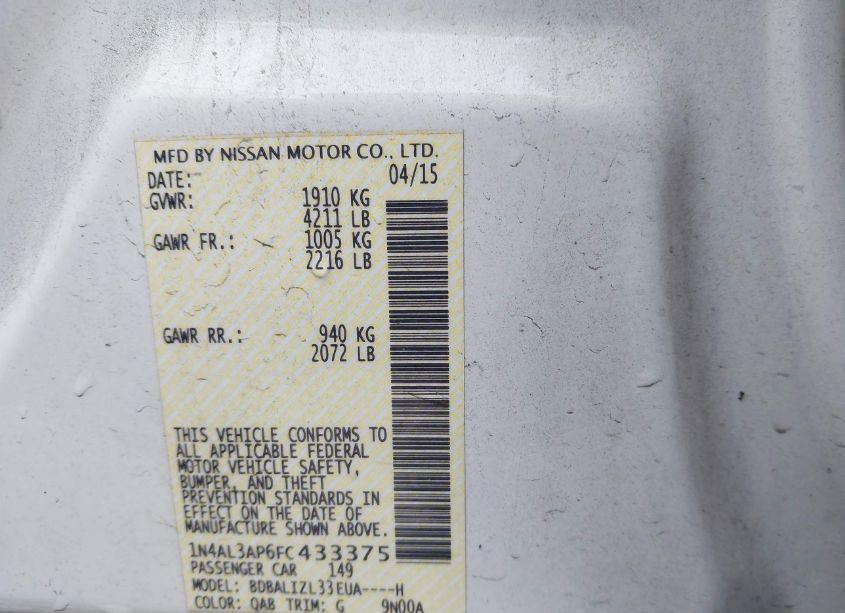 MFD BY NISSAN MOTOR CO., LTD.
DATE: 04/15
GVWR: 1910 KG
4211 LB
GAWR FR.: 1005 KG
2216 LB
GAWR RR.: 940 KG
2072 LB
THIS VEHICLE CONFORMS TO
ALL APPLICABLE FEDERAL
MOTOR VEHICLE SAFETY,
BUMPER, AND THEFT
PREVENTION STANDARDS IN
EFFECT ON THE DATE OF
MANUFACTURE SHOWN ABOVE.
1N4AL3AP6FC433375
PASSENGER CAR 149
MODEL: BDBALIZL33EUA----H
COLOR: QAB TRIM: G 9N00A